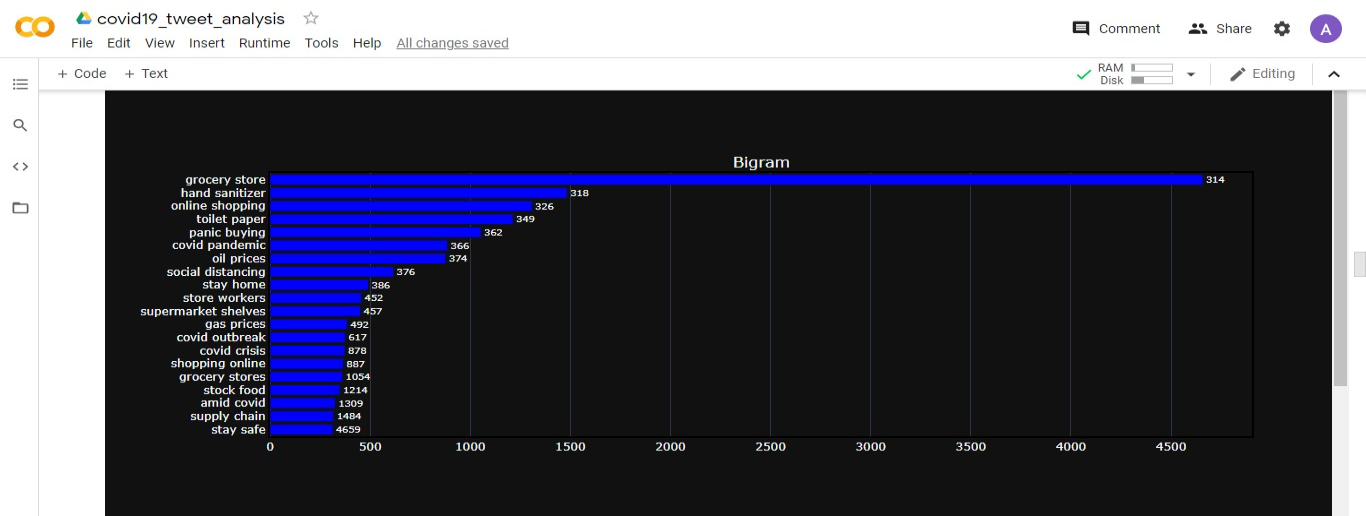 covid19_tweet_analysis
Comment
Share
A
File Edit View Insert Runtime Tools Help All changes saved
+ Code + Text
RAM
Disk
Editing
Bigram
grocery store 314
hand sanitizer 318
online shopping 326
toilet paper 349
panic buying 362
covid pandemic 366
oil prices 374
social distancing 376
stay home 386
store workers 452
supermarket shelves 457
gas prices 492
covid outbreak 617
covid crisis 878
shopping online 887
grocery stores 1054
stock food 1214
amid covid 1309
supply chain 1484
stay safe 4659
0 500 1000 1500 2000 2500 3000 3500 4000 4500